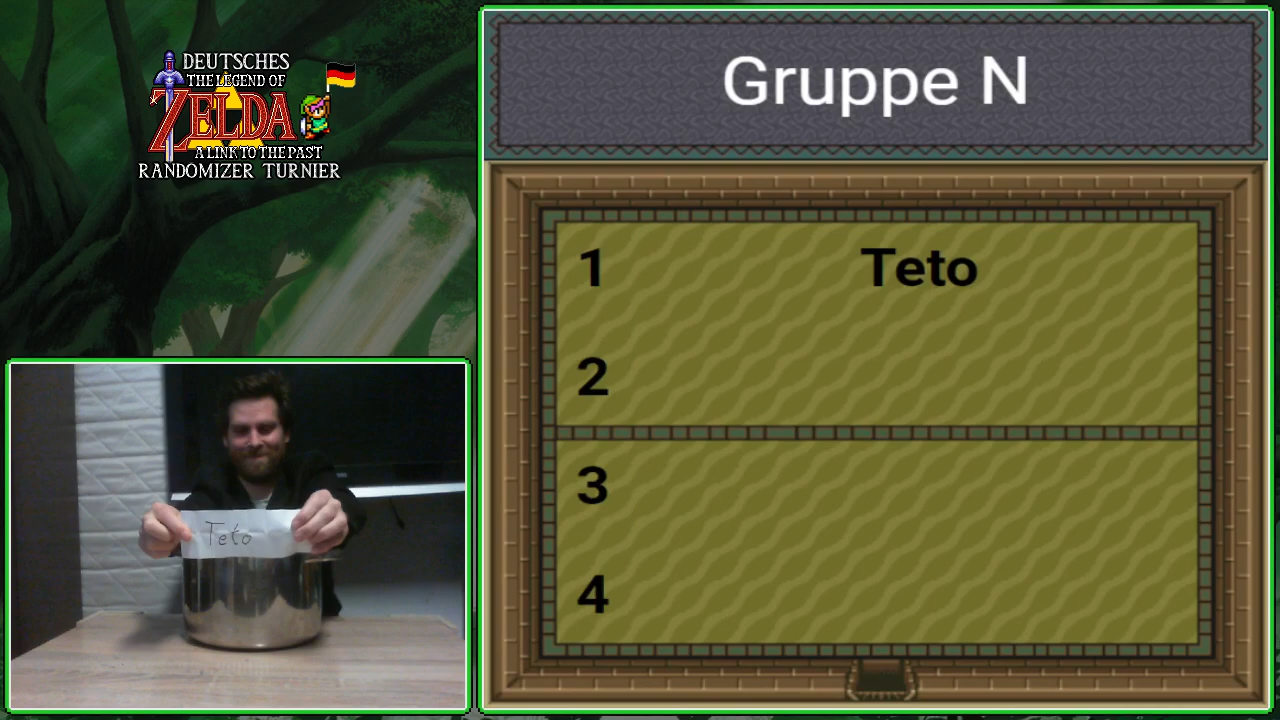 DEUTSCHES
THE LEGEND OF
ZELDA
A LINK TO THE PAST
RANDOMIZER TURNIER
Gruppe N
1 Teto
2
3
4
Teto